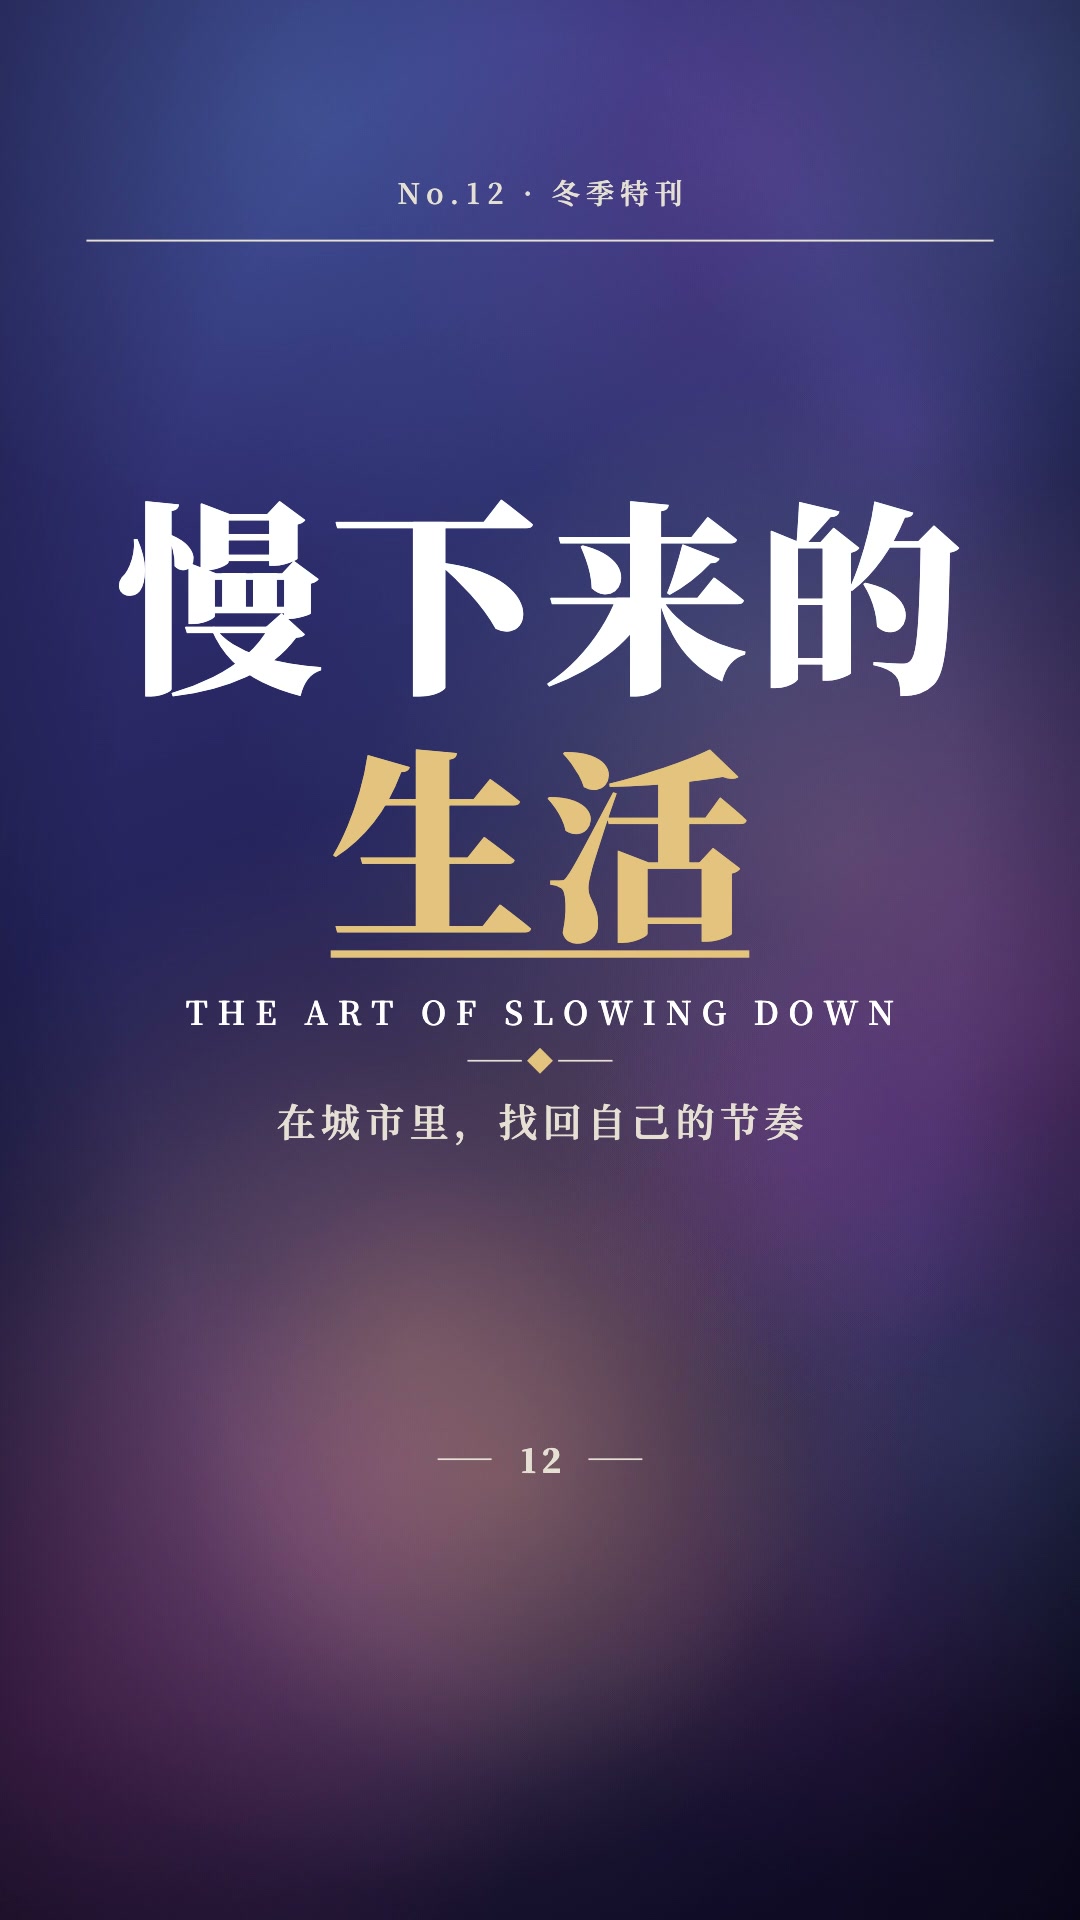 No.12 · 冬季特刊
慢下来的
生活
THE ART OF SLOWING DOWN
在城市里，找回自己的节奏
12